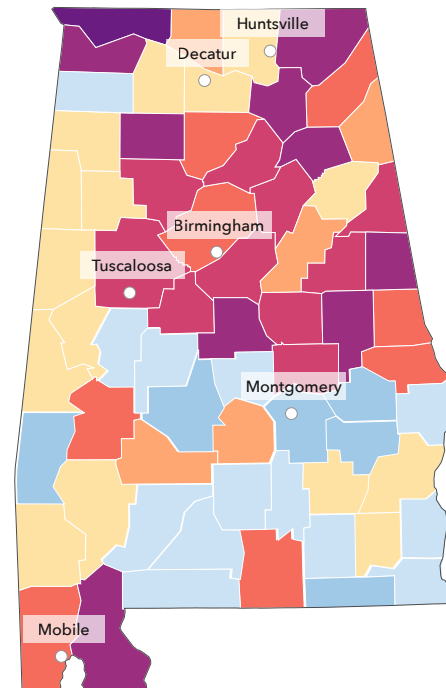 Huntsville
Decatur
Birmingham
Tuscaloosa
Montgomery
Mobile